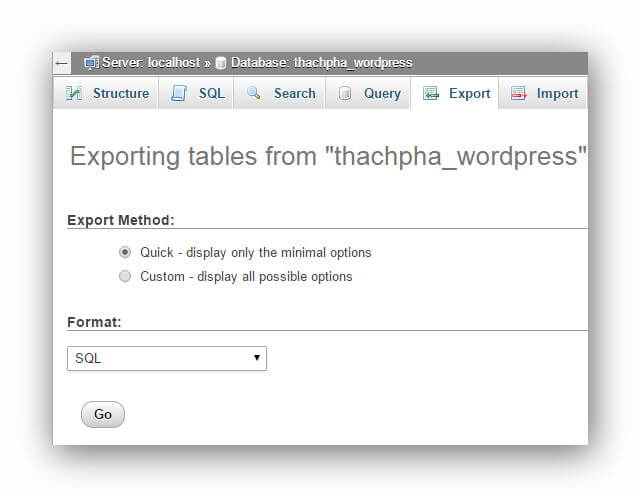 ← Server: localhost » Database: thachpha_wordpress
Structure SQL Search Query Export Import
Exporting tables from "thachpha_wordpress"
Export Method:
Quick - display only the minimal options
Custom - display all possible options
Format:
SQL
Go